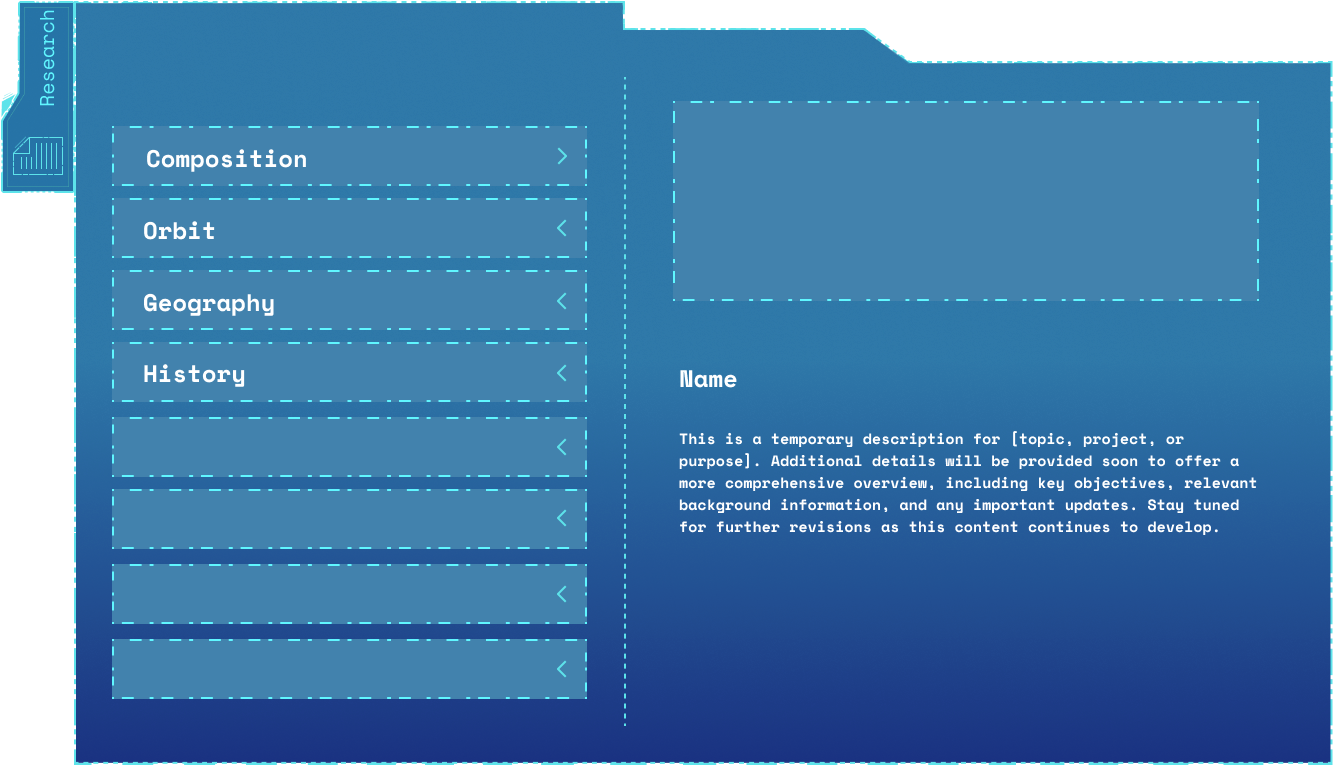 Research
Composition
Orbit
Geography
History
Name
This is a temporary description for [topic, project, or
purpose]. Additional details will be provided soon to offer a
more comprehensive overview, including key objectives, relevant
background information, and any important updates. Stay tuned
for further revisions as this content continues to develop.